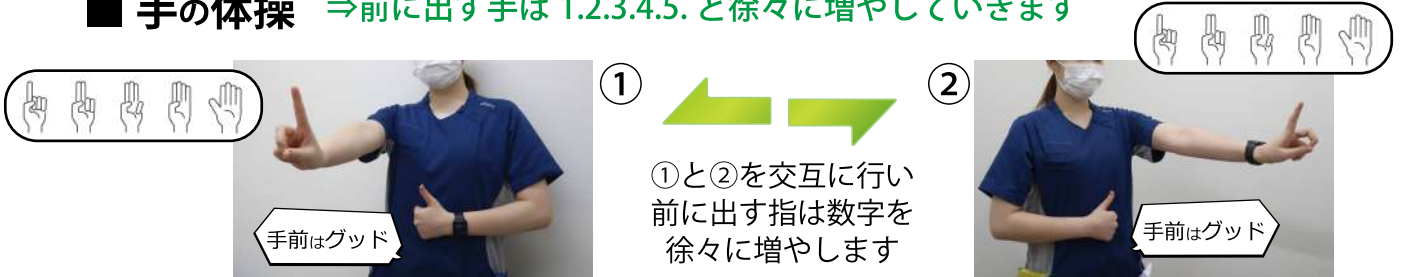 ■ 手の体操 ⇒前に出す手は 1.2.3.4.5. と徐々に増やしていきます
①
②
①と②を交互に行い
前に出す指は数字を
徐々に増やします
手前はグッド
手前はグッド